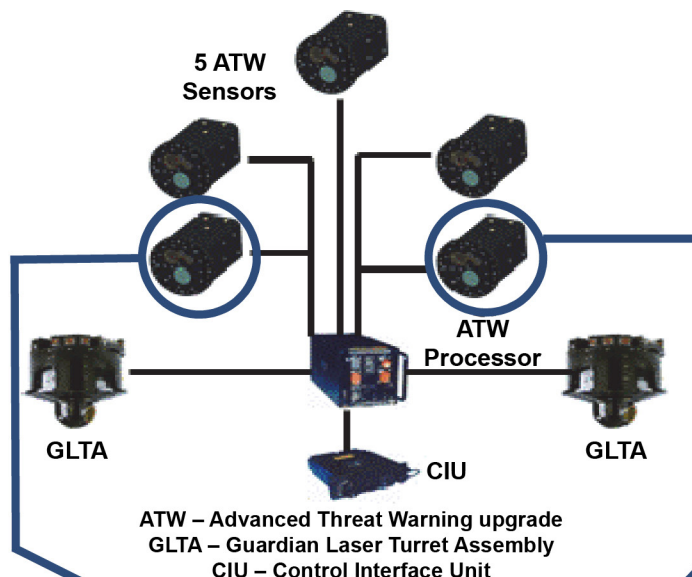 5 ATW
Sensors
ATW
Processor
GLTA
GLTA
CIU
ATW – Advanced Threat Warning upgrade
GLTA – Guardian Laser Turret Assembly
CIU – Control Interface Unit